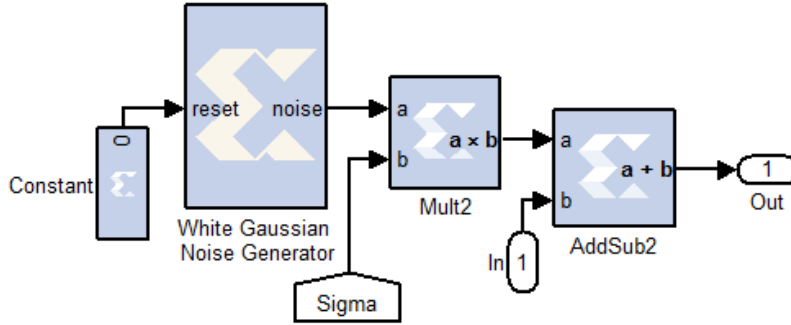 reset
noise
a
b
a × b
a
b
a + b
1
Out
0
Constant
White Gaussian
Noise Generator
Mult2
AddSub2
In
1
Sigma